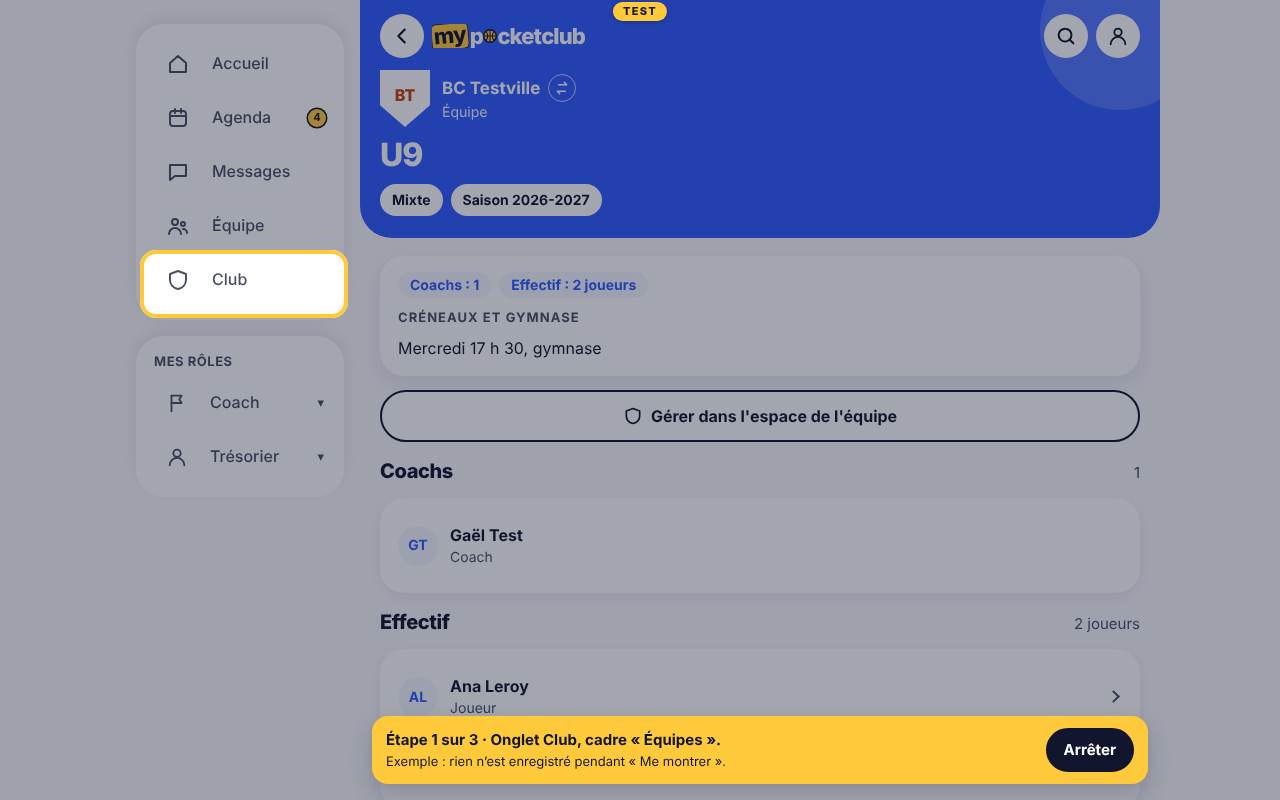 TEST
Accueil
Agenda
4
Messages
Équipe
Club
MES RÔLES
Coach
Trésorier
mypocketclub
BT
BC Testville
Équipe
U9
Mixte
Saison 2026-2027
Coachs : 1
Effectif : 2 joueurs
CRÉNEAUX ET GYMNASE
Mercredi 17 h 30, gymnase
Gérer dans l'espace de l'équipe
Coachs
1
GT
Gaël Test
Coach
Effectif
2 joueurs
AL
Ana Leroy
Joueur
Étape 1 sur 3 · Onglet Club, cadre « Équipes ».
Exemple : rien n’est enregistré pendant « Me montrer ».
Arrêter